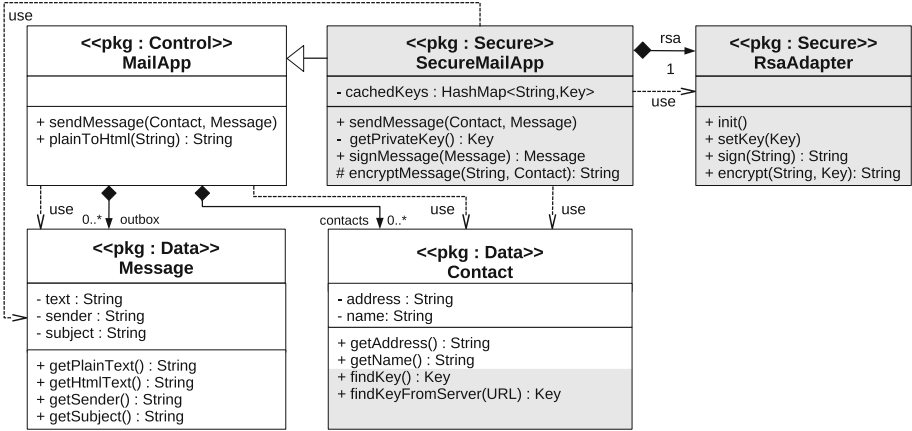 use
<<pkg : Control>>
MailApp
+ sendMessage(Contact, Message)
+ plainToHtml(String) : String
<<pkg : Secure>>
SecureMailApp
- cachedKeys : HashMap<String,Key>
+ sendMessage(Contact, Message)
- getPrivateKey() : Key
+ signMessage(Message) : Message
# encryptMessage(String, Contact): String
rsa
1
use
<<pkg : Secure>>
RsaAdapter
+ init()
+ setKey(Key)
+ sign(String) : String
+ encrypt(String, Key): String
use
0..*
outbox
contacts
0..*
use
use
<<pkg : Data>>
Message
- text : String
- sender : String
- subject : String
+ getPlainText() : String
+ getHtmlText() : String
+ getSender() : String
+ getSubject() : String
<<pkg : Data>>
Contact
- address : String
- name: String
+ getAddress() : String
+ getName() : String
+ findKey() : Key
+ findKeyFromServer(URL) : Key